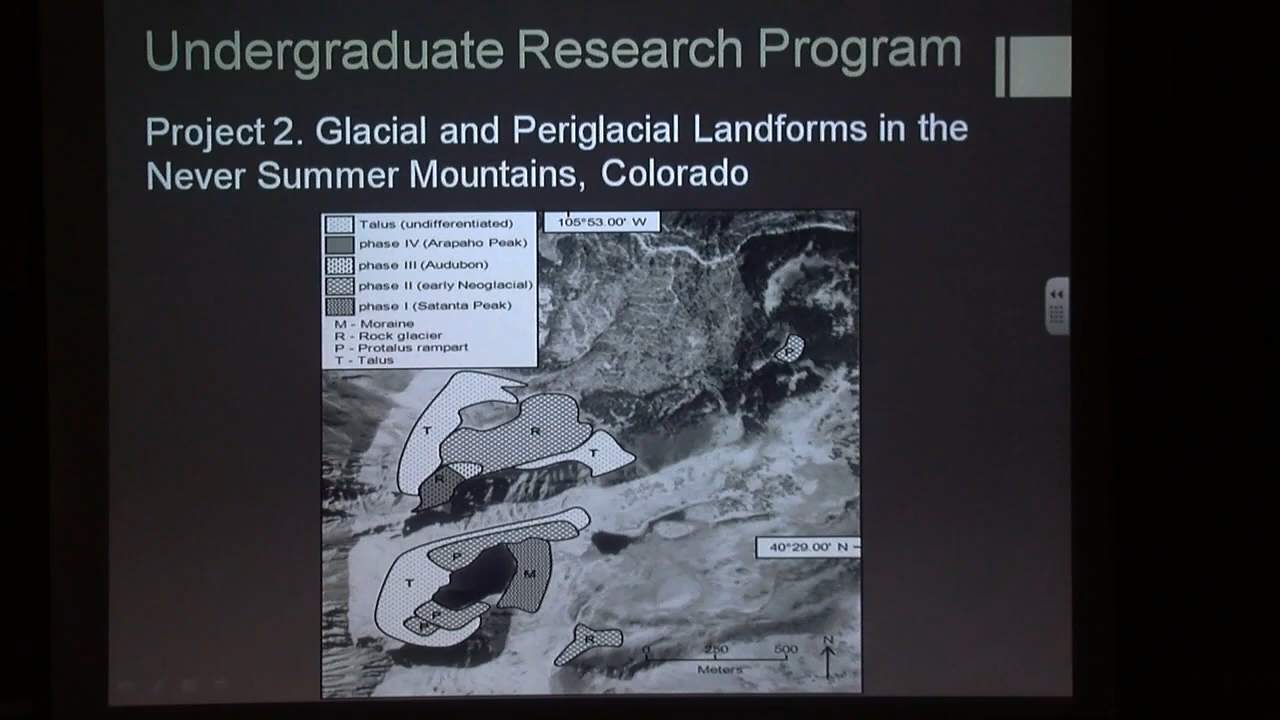 Undergraduate Research Program
Project 2. Glacial and Periglacial Landforms in the
Never Summer Mountains, Colorado
Talus (undifferentiated)
phase IV (Arapaho Peak)
phase III (Audubon)
phase II (early Neoglacial)
phase I (Satanta Peak)
M - Moraine
R - Rock glacier
P - Protalus rampart
T - Talus
105°53.00' W
P
T
R
T
R
40°29.00' N
P
T
M
P
P
R
N
0 250 500
Meters